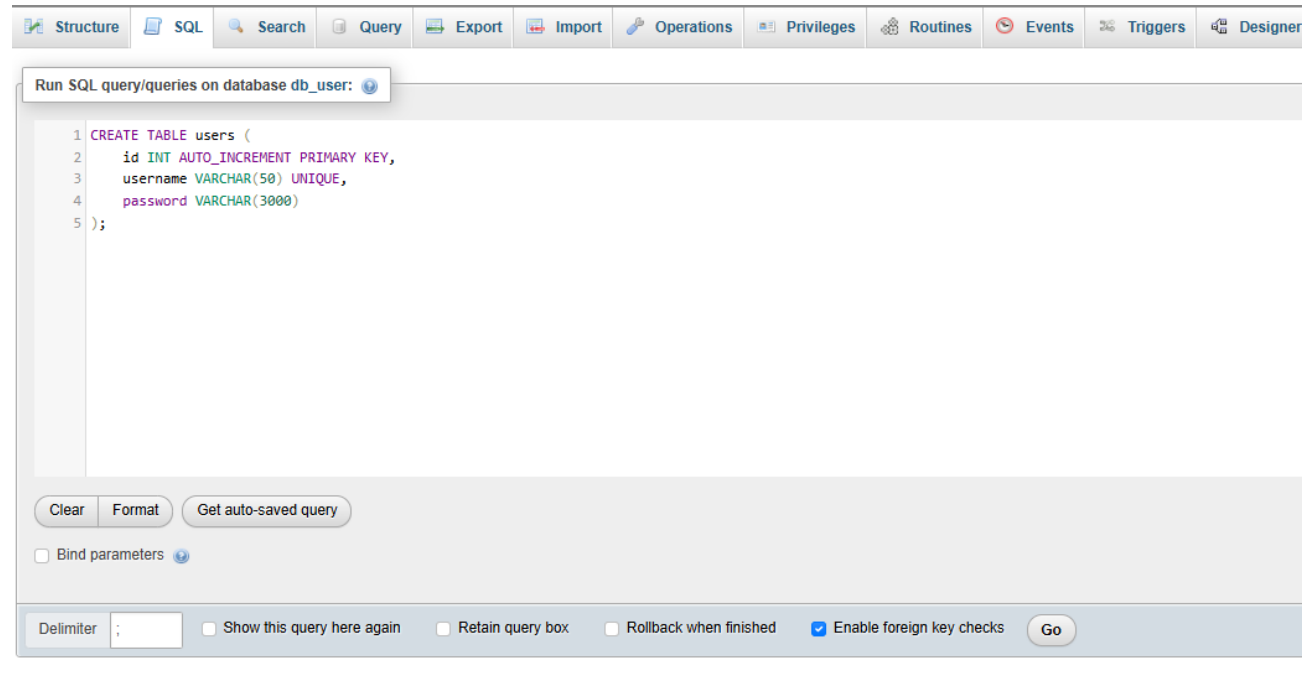 Structure SQL Search Query Export Import Operations Privileges Routines Events Triggers Designer
Run SQL query/queries on database db_user:
1 CREATE TABLE users (
2 id INT AUTO_INCREMENT PRIMARY KEY,
3 username VARCHAR(50) UNIQUE,
4 password VARCHAR(3000)
5 );
Clear Format Get auto-saved query
Bind parameters
Delimiter ; Show this query here again Retain query box Rollback when finished Enable foreign key checks Go